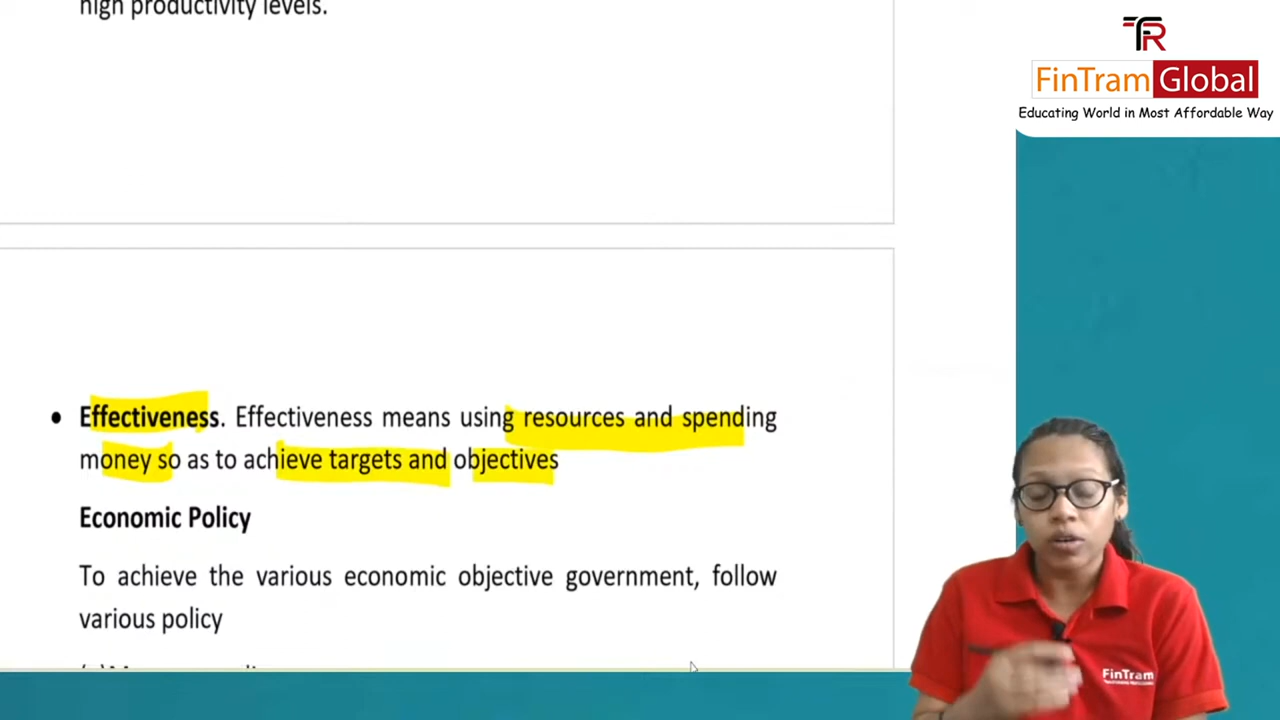 high productivity levels.
TR
FinTram Global
Educating World in Most Affordable Way
• Effectiveness. Effectiveness means using resources and spending
money so as to achieve targets and objectives
Economic Policy
To achieve the various economic objective government, follow
various policy
FinTram